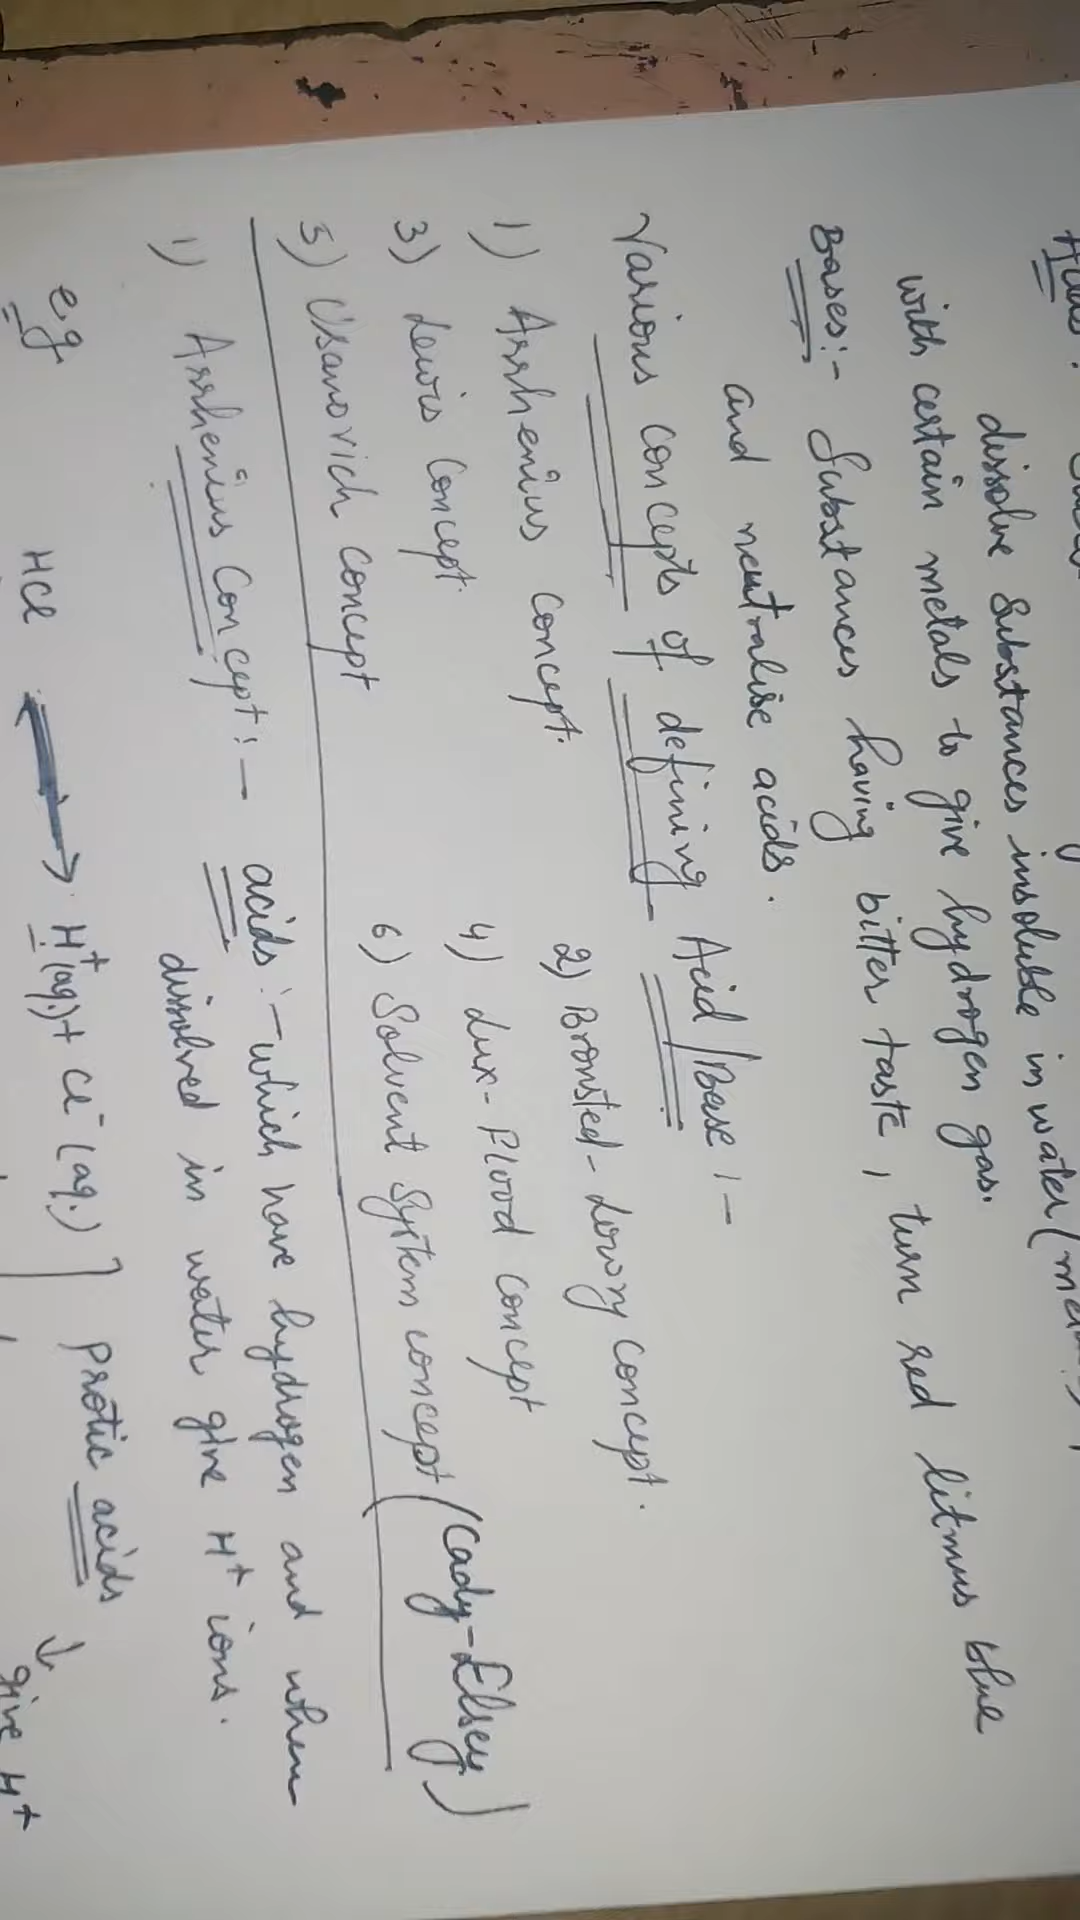 dissolve substances insoluble in water
with certain metals to give hydrogen gas.
Bases:- Substances having bitter taste, turn red litmus blue
and neutralise acids.
Various concepts of defining Acid/Base :-
1) Arrhenius concept. 2) Bronsted-Lowry concept.
3) Lewis concept. 4) Lux-Flood concept
5) Usanovich concept 6) Solvent System concept (Cady-Elsey)
1) Arrhenius Concept:- acids:- which have hydrogen and when
dissolved in water give H+ ions.
e.g HCl → H+(aq.) + Cl-(aq.) ] Protic acids ↓ give H+